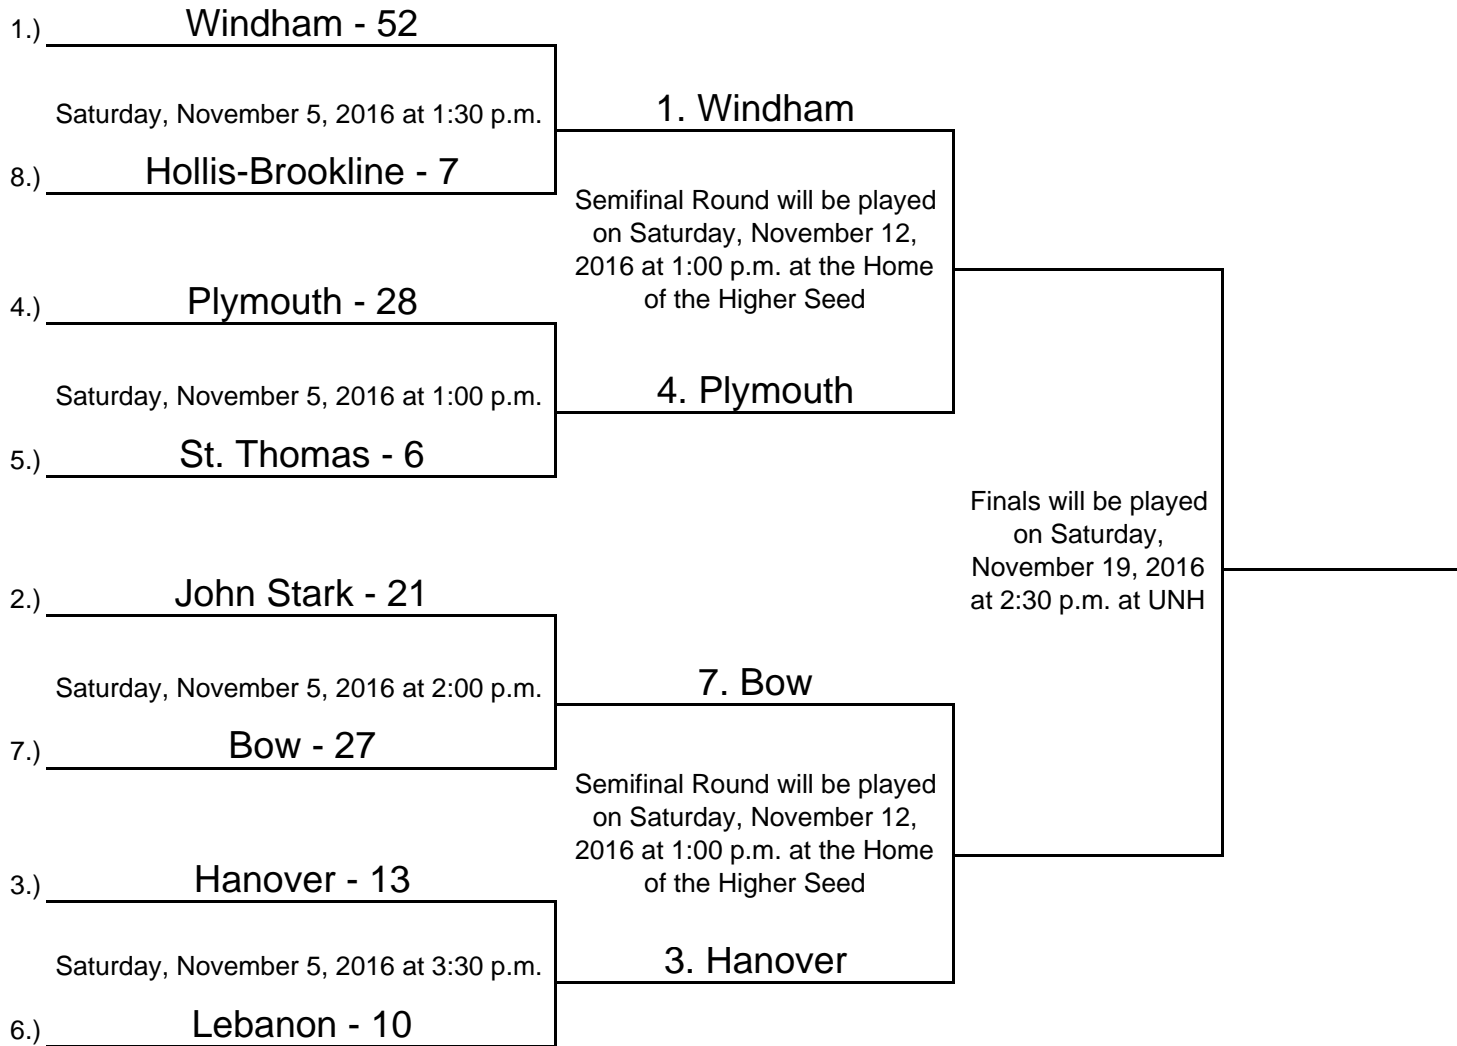 1.) Windham - 52
Saturday, November 5, 2016 at 1:30 p.m.
8.) Hollis-Brookline - 7
1. Windham
Semifinal Round will be played
on Saturday, November 12,
2016 at 1:00 p.m. at the Home
of the Higher Seed
4.) Plymouth - 28
Saturday, November 5, 2016 at 1:00 p.m.
5.) St. Thomas - 6
4. Plymouth
Finals will be played
on Saturday,
November 19, 2016
at 2:30 p.m. at UNH
2.) John Stark - 21
Saturday, November 5, 2016 at 2:00 p.m.
7.) Bow - 27
7. Bow
Semifinal Round will be played
on Saturday, November 12,
2016 at 1:00 p.m. at the Home
of the Higher Seed
3.) Hanover - 13
Saturday, November 5, 2016 at 3:30 p.m.
6.) Lebanon - 10
3. Hanover